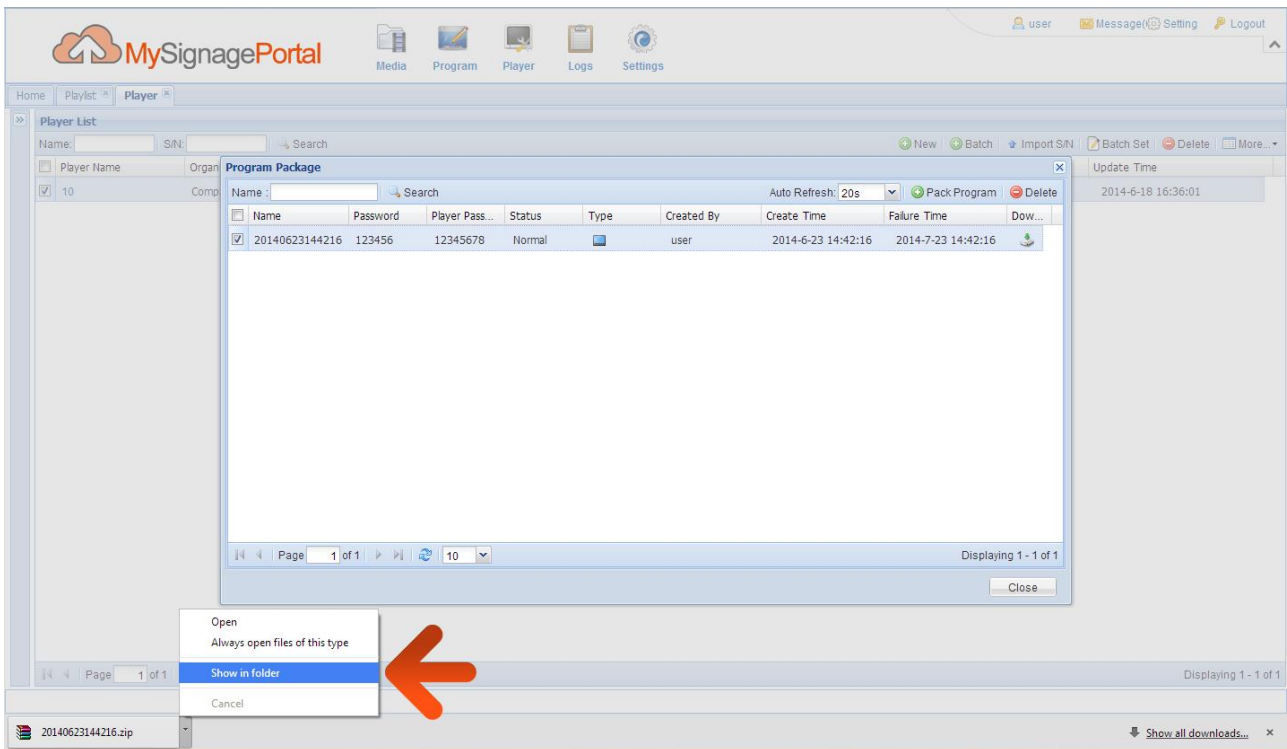 user Message( Setting Logout
MySignagePortal
Media Program Player Logs Settings
Home Playlist Player
Player List
Name: S/N: Search New Batch Import S/N Batch Set Delete More...
Player Name Organ Update Time
10 Comp 2014-6-18 16:36:01
Program Package
Name : Search Auto Refresh: 20s Pack Program Delete
Name Password Player Pass... Status Type Created By Create Time Failure Time Dow...
20140623144216 123456 12345678 Normal user 2014-6-23 14:42:16 2014-7-23 14:42:16
Page 1 of 1 10 Displaying 1 - 1 of 1
Close
Open
Always open files of this type
Show in folder
Cancel
Page 1 of 1 Displaying 1 - 1 of 1
20140623144216.zip Show all downloads...